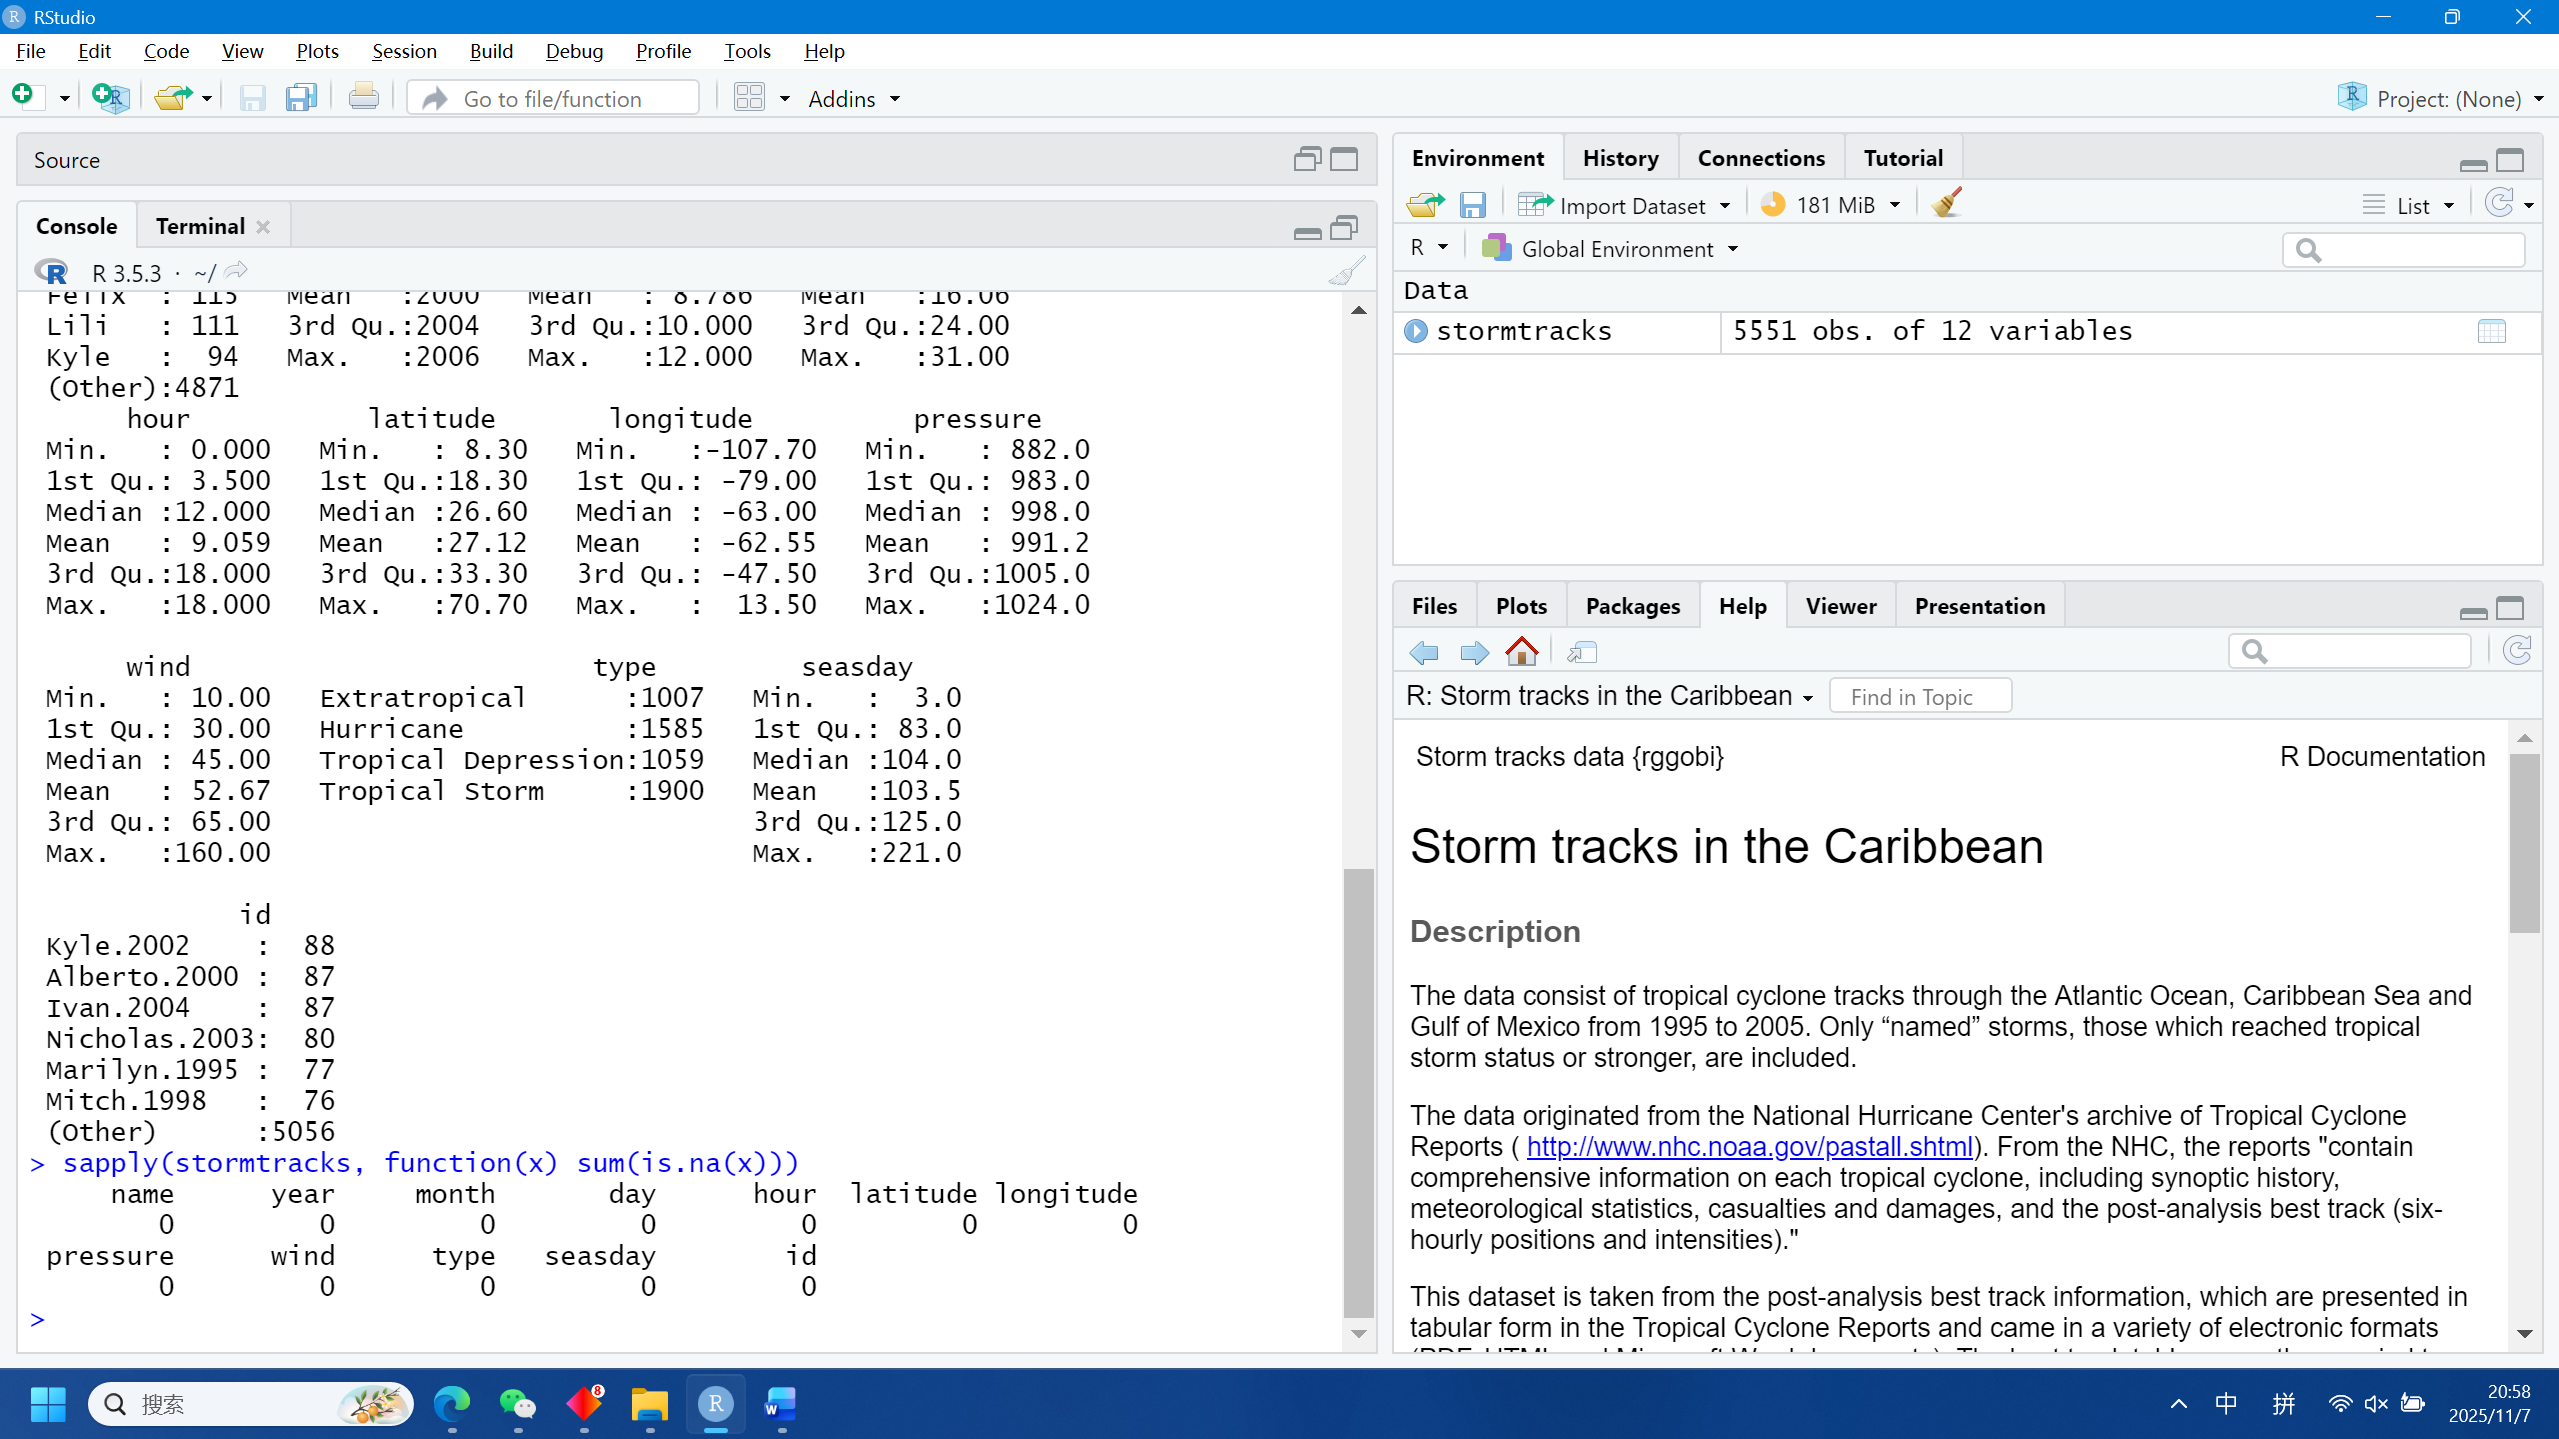 RStudio
File Edit Code View Plots Session Build Debug Profile Tools Help
Go to file/function Addins Project: (None)
Source
Console Terminal
R 3.5.3 · ~/
Felix  : 115   Mean   :2000   Mean   : 8.786   Mean   :16.06
Lili   : 111   3rd Qu.:2004   3rd Qu.:10.000   3rd Qu.:24.00
Kyle   :  94   Max.   :2006   Max.   :12.000   Max.   :31.00
(Other):4871
hour latitude longitude pressure
Min.   : 0.000   Min.   : 8.30   Min.   :-107.70   Min.   : 882.0
1st Qu.: 3.500   1st Qu.:18.30   1st Qu.: -79.00   1st Qu.: 983.0
Median :12.000   Median :26.60   Median : -63.00   Median : 998.0
Mean   : 9.059   Mean   :27.12   Mean   : -62.55   Mean   : 991.2
3rd Qu.:18.000   3rd Qu.:33.30   3rd Qu.: -47.50   3rd Qu.:1005.0
Max.   :18.000   Max.   :70.70   Max.   :  13.50   Max.   :1024.0
wind type seasday
Min.   : 10.00   Extratropical      :1007   Min.   :  3.0
1st Qu.: 30.00   Hurricane          :1585   1st Qu.: 83.0
Median : 45.00   Tropical Depression:1059   Median :104.0
Mean   : 52.67   Tropical Storm     :1900   Mean   :103.5
3rd Qu.: 65.00   3rd Qu.:125.0
Max.   :160.00   Max.   :221.0
id
Kyle.2002    :  88
Alberto.2000 :  87
Ivan.2004    :  87
Nicholas.2003:  80
Marilyn.1995 :  77
Mitch.1998   :  76
(Other)      :5056
> sapply(stormtracks, function(x) sum(is.na(x)))
name year month day hour latitude longitude
0 0 0 0 0 0 0
pressure wind type seasday id
0 0 0 0 0
>
Environment History Connections Tutorial
Import Dataset 181 MiB List
R Global Environment
Data
stormtracks 5551 obs. of 12 variables
Files Plots Packages Help Viewer Presentation
R: Storm tracks in the Caribbean Find in Topic
Storm tracks data {rggobi} R Documentation
Storm tracks in the Caribbean
Description
The data consist of tropical cyclone tracks through the Atlantic Ocean, Caribbean Sea and
Gulf of Mexico from 1995 to 2005. Only “named” storms, those which reached tropical
storm status or stronger, are included.
The data originated from the National Hurricane Center's archive of Tropical Cyclone
Reports ( http://www.nhc.noaa.gov/pastall.shtml). From the NHC, the reports "contain
comprehensive information on each tropical cyclone, including synoptic history,
meteorological statistics, casualties and damages, and the post-analysis best track (six-
hourly positions and intensities)."
This dataset is taken from the post-analysis best track information, which are presented in
tabular form in the Tropical Cyclone Reports and came in a variety of electronic formats
搜索
8
R
W
中 拼 20:58
2025/11/7